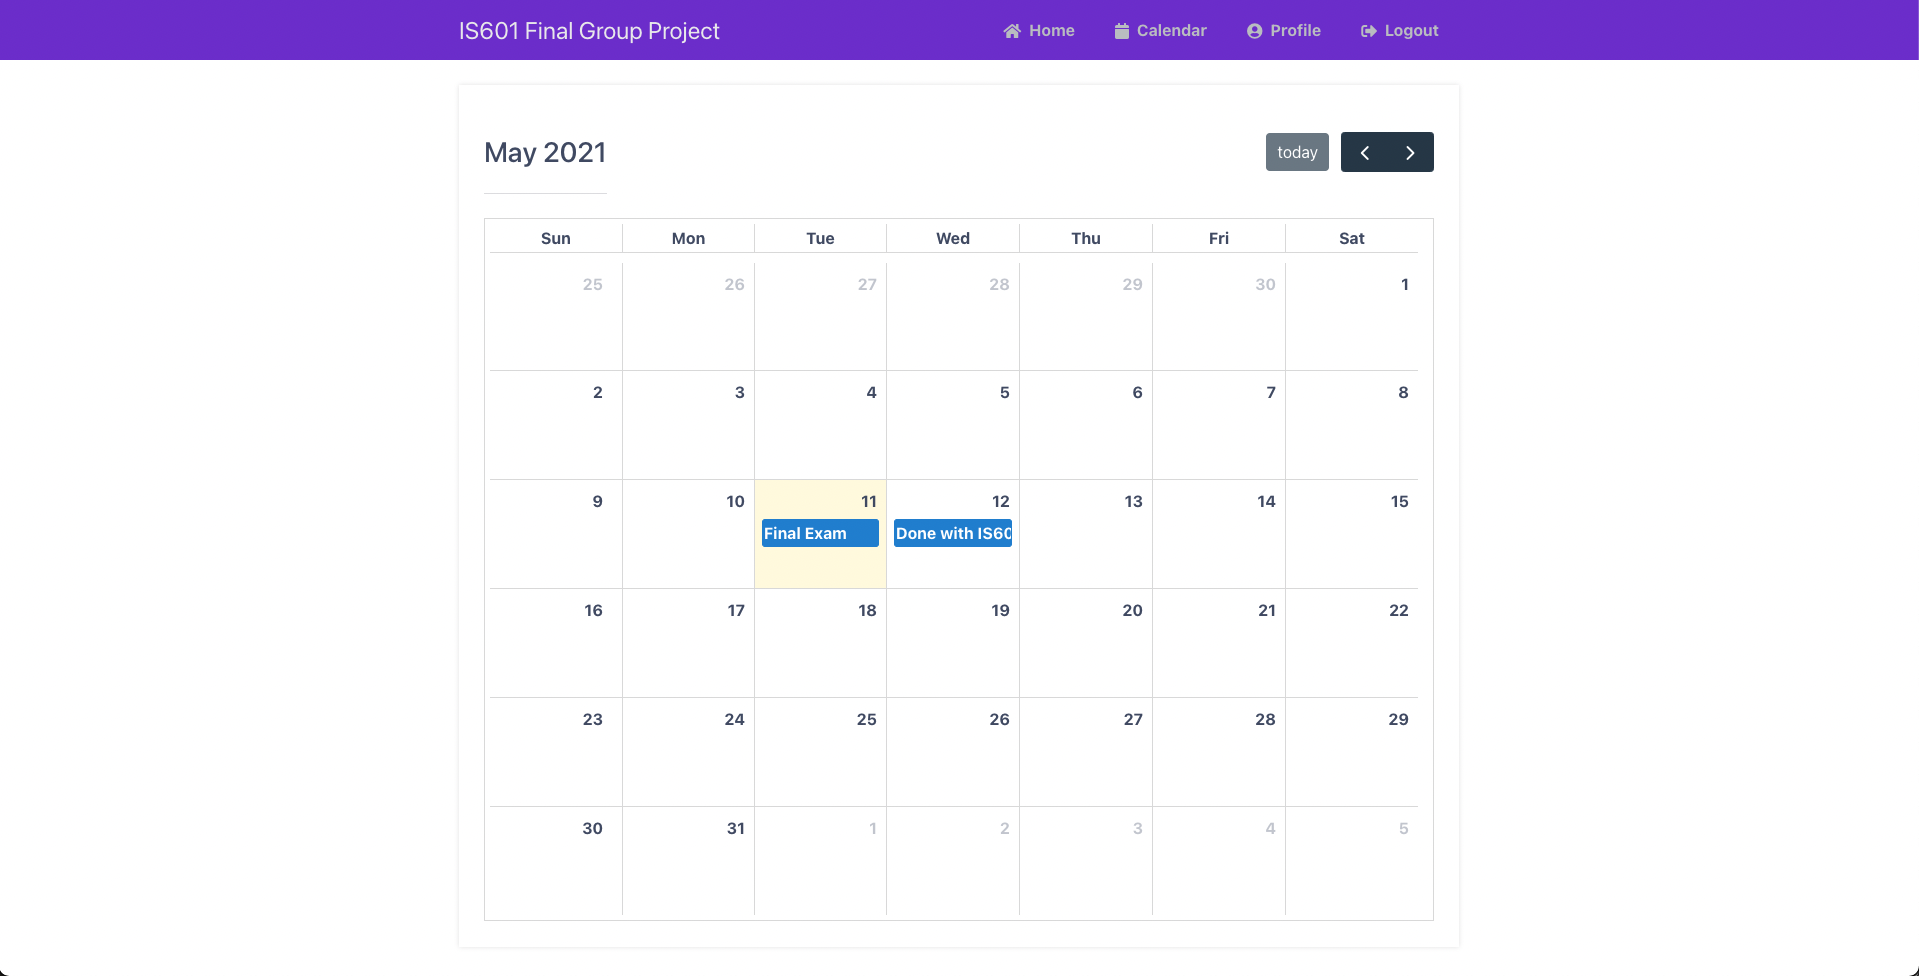 IS601 Final Group Project Home Calendar Profile Logout
May 2021 today
Sun Mon Tue Wed Thu Fri Sat
25 26 27 28 29 30 1
2 3 4 5 6 7 8
9 10 11 12 13 14 15
Final Exam Done with IS60
16 17 18 19 20 21 22
23 24 25 26 27 28 29
30 31 1 2 3 4 5